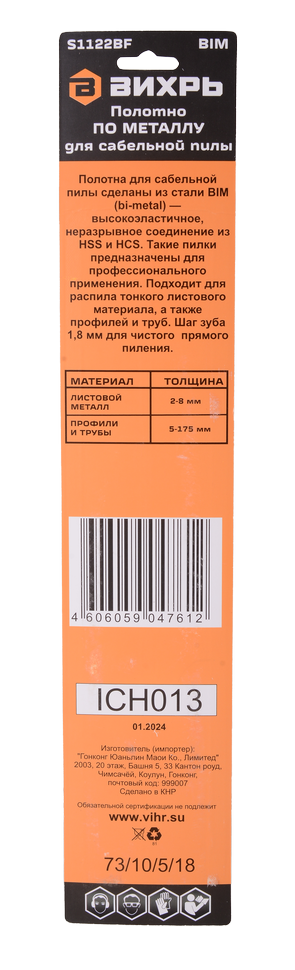 S1122BF BIM
ВИХРЬ
Полотно
ПО МЕТАЛЛУ
для сабельной пилы
Полотна для сабельной
пилы сделаны из стали BIM
(bi-metal) —
высокоэластичное,
неразрывное соединение из
HSS и HCS. Такие пилки
предназначены для
профессионального
применения. Подходит для
распила тонкого листового
материала, а также
профилей и труб. Шаг зуба
1,8 мм для чистого прямого
пиления.
МАТЕРИАЛ ТОЛЩИНА
ЛИСТОВОЙ
МЕТАЛЛ
2-8 мм
ПРОФИЛИ
И ТРУБЫ
5-175 мм
4 606059 047612
ICH013
01.2024
Изготовитель (импортер):
"Гонконг Юаньлин Маои Ко., Лимитед"
2003, 20 этаж, Башня 5, 33 Кантон роуд,
Чимсачёй, Коулун, Гонконг,
почтовый код: 999007
Сделано в КНР
Обязательной сертификации не подлежит
www.vihr.su
73/10/5/18